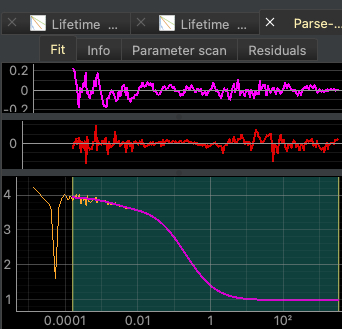 Lifetime ...
Lifetime ...
Parse-...
Fit
Info
Parameter scan
Residuals
0.2
0
-0.2
0
4
3
2
1
0.0001
0.01
1
10²